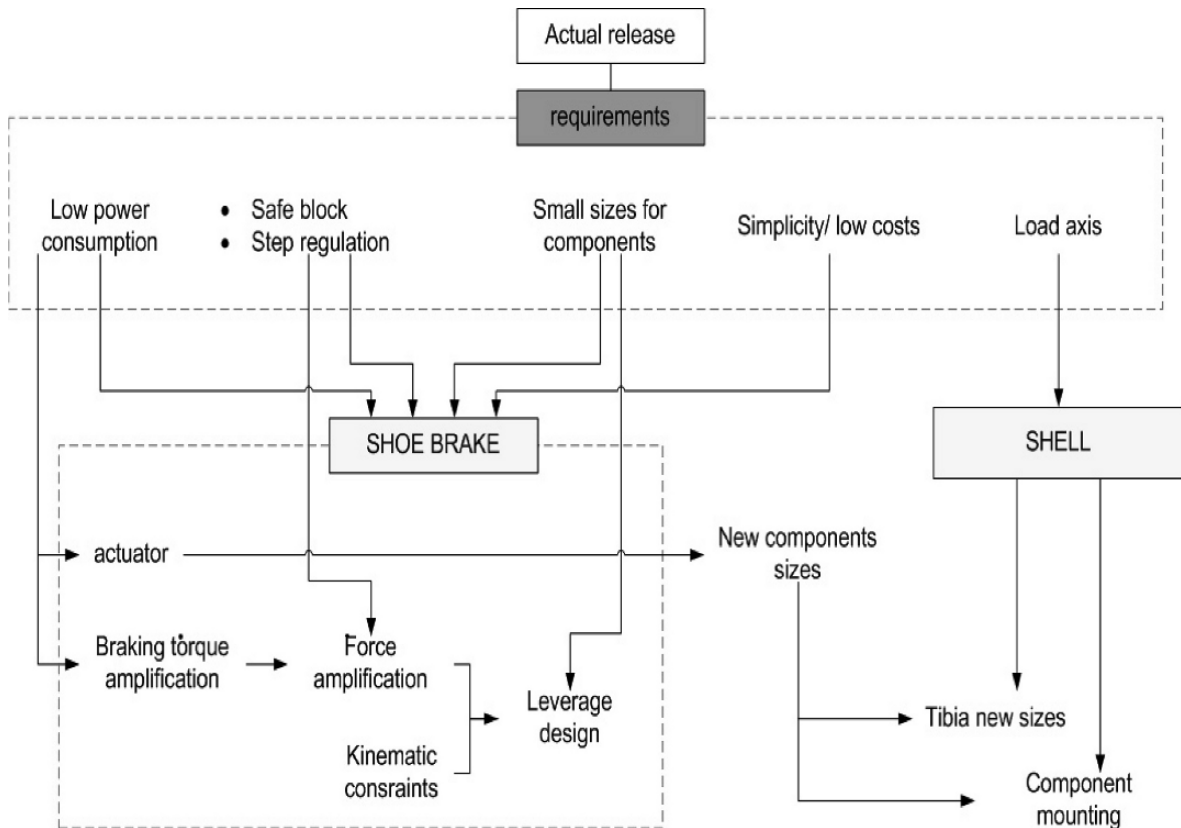 Actual release
requirements
Low power
consumption
• Safe block
• Step regulation
Small sizes for
components
Simplicity/ low costs
Load axis
SHOE BRAKE
SHELL
actuator
New components
sizes
Braking torque
amplification
Force
amplification
Leverage
design
Kinematic
consraints
Tibia new sizes
Component
mounting